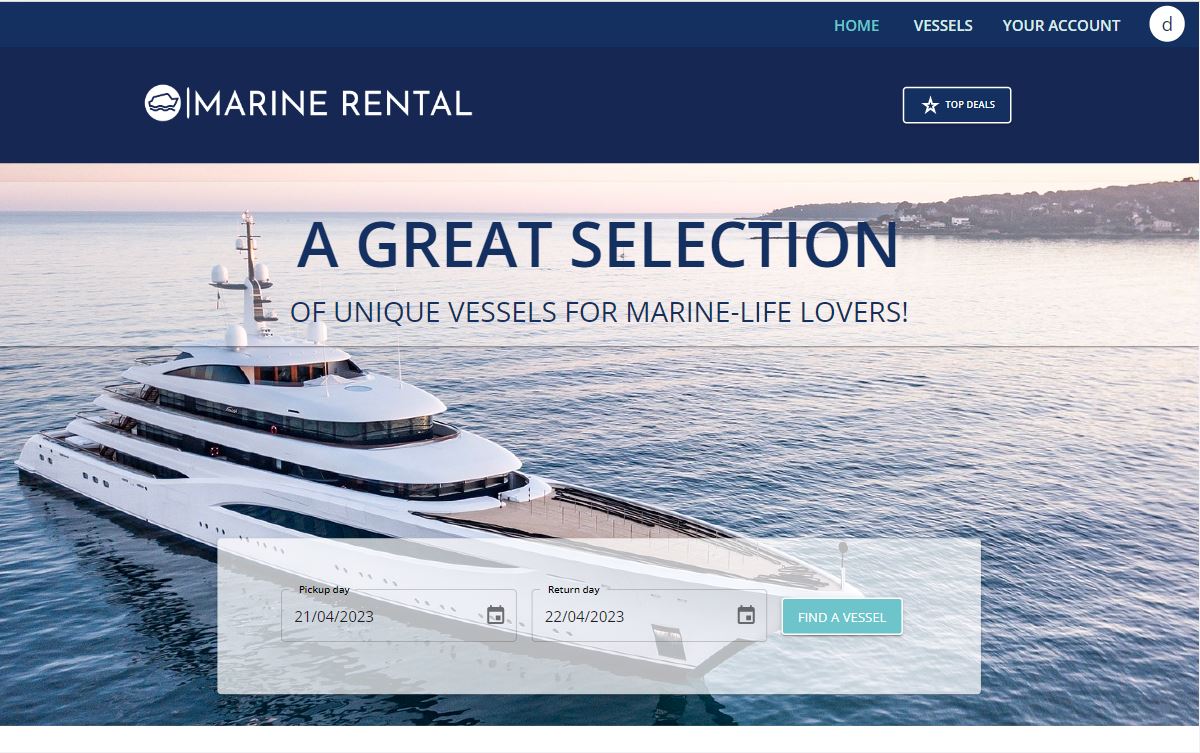 HOME VESSELS YOUR ACCOUNT d
MARINE RENTAL
TOP DEALS
A GREAT SELECTION
OF UNIQUE VESSELS FOR MARINE-LIFE LOVERS!
Pickup day Return day
21/04/2023 22/04/2023 FIND A VESSEL